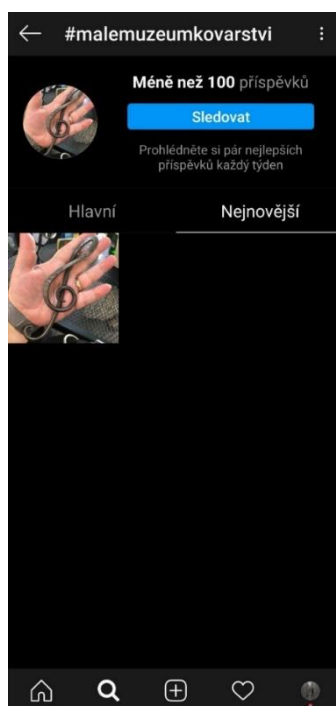 #malemuzeumkovarstvi
Méně než 100 příspěvků
Sledovat
Prohlédněte si pár nejlepších
příspěvků každý týden
Hlavní
Nejnovější